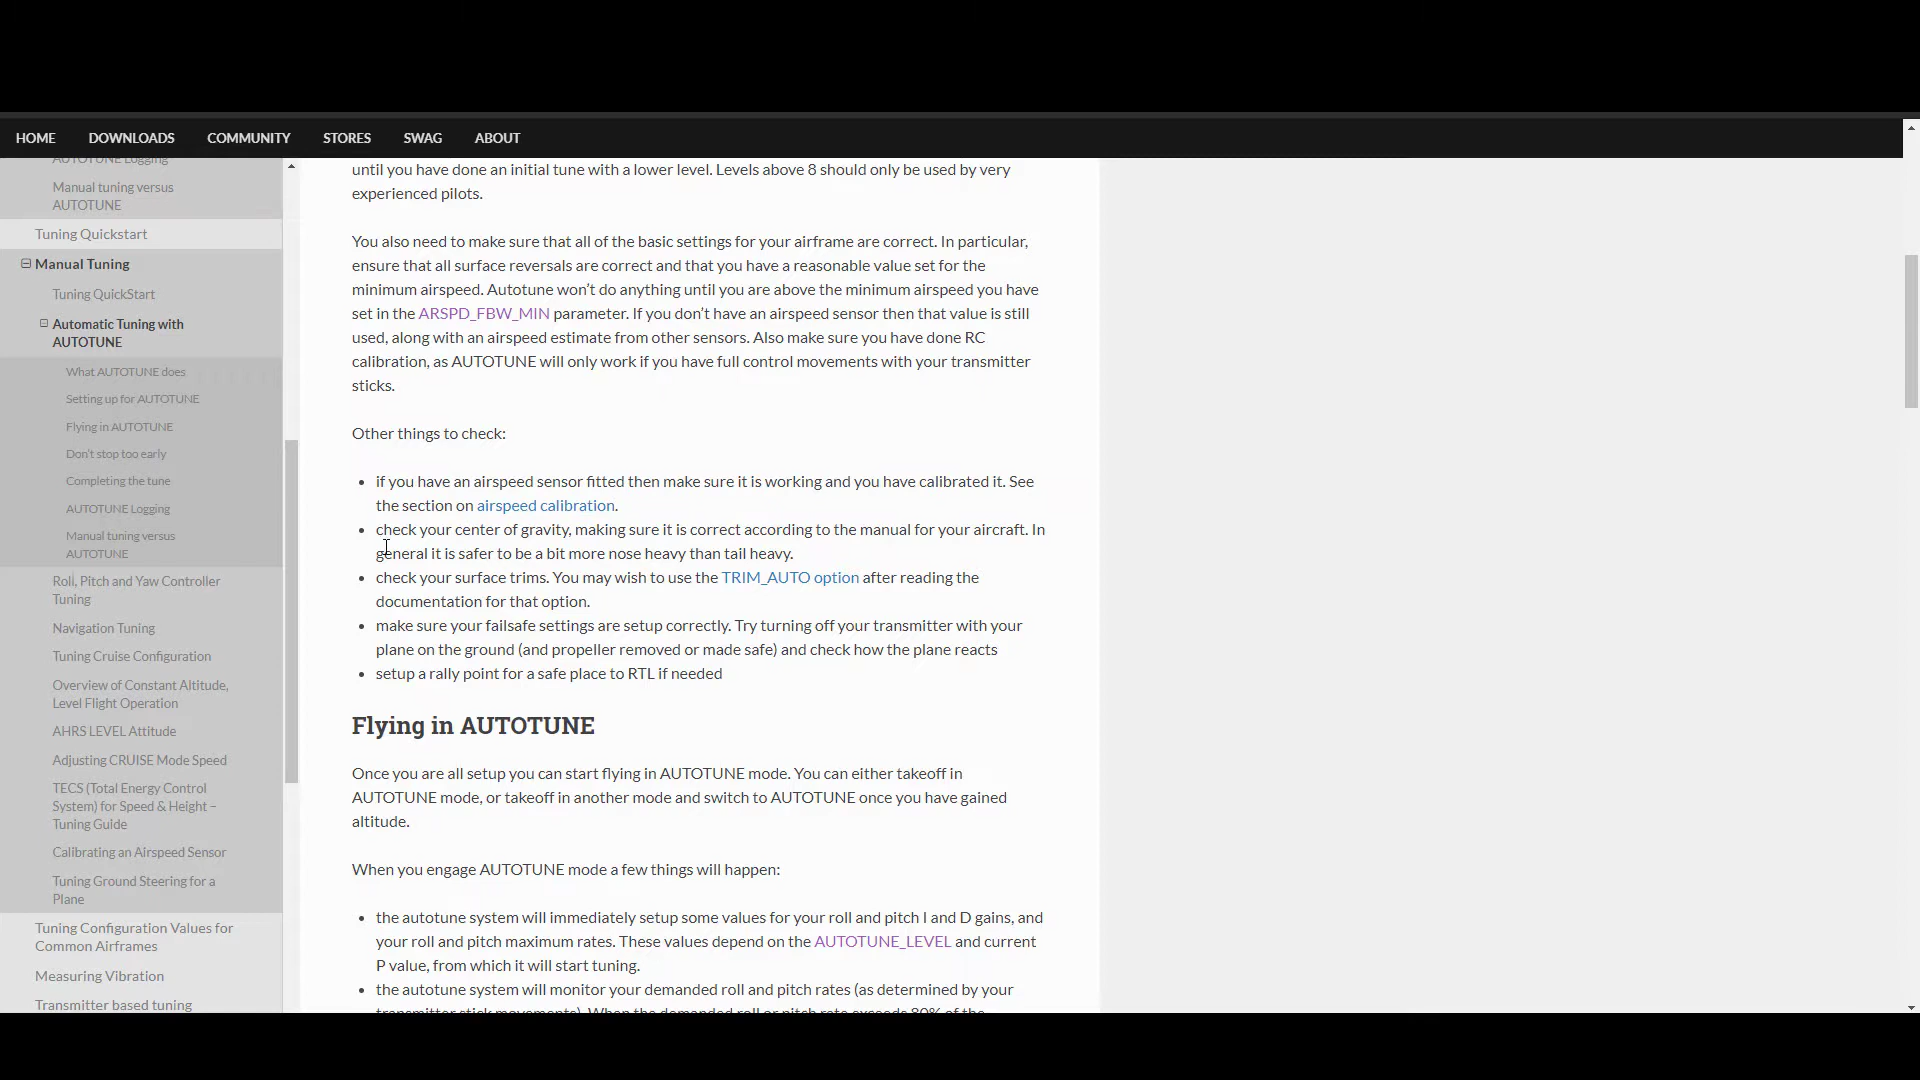 HOME DOWNLOADS COMMUNITY STORES SWAG ABOUT
AUTOTUNE Logging
Manual tuning versus
AUTOTUNE
Tuning Quickstart
Manual Tuning
Tuning QuickStart
Automatic Tuning with
AUTOTUNE
What AUTOTUNE does
Setting up for AUTOTUNE
Flying in AUTOTUNE
Don't stop too early
Completing the tune
AUTOTUNE Logging
Manual tuning versus
AUTOTUNE
Roll, Pitch and Yaw Controller
Tuning
Navigation Tuning
Tuning Cruise Configuration
Overview of Constant Altitude,
Level Flight Operation
AHRS LEVEL Attitude
Adjusting CRUISE Mode Speed
TECS (Total Energy Control
System) for Speed & Height –
Tuning Guide
Calibrating an Airspeed Sensor
Tuning Ground Steering for a
Plane
Tuning Configuration Values for
Common Airframes
Measuring Vibration
Transmitter based tuning
until you have done an initial tune with a lower level. Levels above 8 should only be used by very
experienced pilots.
You also need to make sure that all of the basic settings for your airframe are correct. In particular,
ensure that all surface reversals are correct and that you have a reasonable value set for the
minimum airspeed. Autotune won't do anything until you are above the minimum airspeed you have
set in the ARSPD_FBW_MIN parameter. If you don't have an airspeed sensor then that value is still
used, along with an airspeed estimate from other sensors. Also make sure you have done RC
calibration, as AUTOTUNE will only work if you have full control movements with your transmitter
sticks.
Other things to check:
• if you have an airspeed sensor fitted then make sure it is working and you have calibrated it. See
the section on airspeed calibration.
• check your center of gravity, making sure it is correct according to the manual for your aircraft. In
general it is safer to be a bit more nose heavy than tail heavy.
• check your surface trims. You may wish to use the TRIM_AUTO option after reading the
documentation for that option.
• make sure your failsafe settings are setup correctly. Try turning off your transmitter with your
plane on the ground (and propeller removed or made safe) and check how the plane reacts
• setup a rally point for a safe place to RTL if needed
Flying in AUTOTUNE
Once you are all setup you can start flying in AUTOTUNE mode. You can either takeoff in
AUTOTUNE mode, or takeoff in another mode and switch to AUTOTUNE once you have gained
altitude.
When you engage AUTOTUNE mode a few things will happen:
• the autotune system will immediately setup some values for your roll and pitch I and D gains, and
your roll and pitch maximum rates. These values depend on the AUTOTUNE_LEVEL and current
P value, from which it will start tuning.
• the autotune system will monitor your demanded roll and pitch rates (as determined by your
transmitter stick movements). When the demanded roll or pitch rate exceeds 80% of the